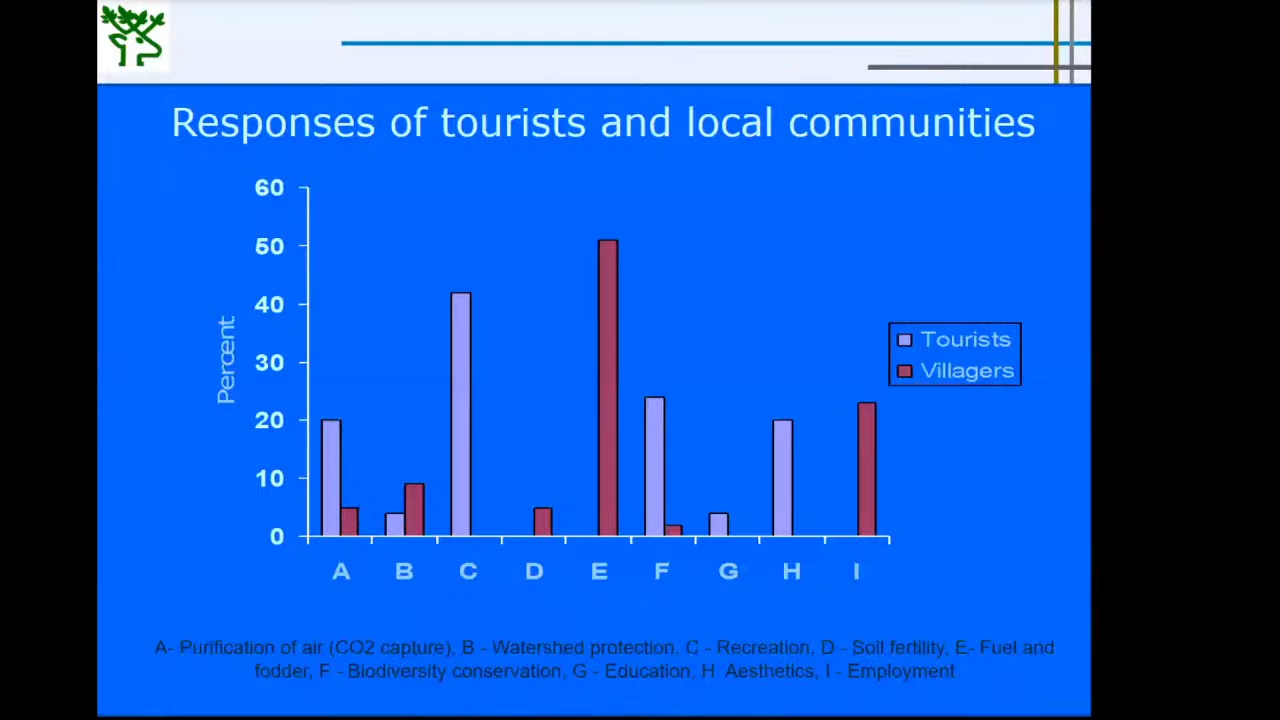 Responses of tourists and local communities
60
50
40
30
20
10
0
Percent
Tourists
Villagers
A B C D E F G H I
A- Purification of air (CO2 capture), B - Watershed protection, C - Recreation, D - Soil fertility, E- Fuel and
fodder, F - Biodiversity conservation, G - Education, H Aesthetics, I - Employment